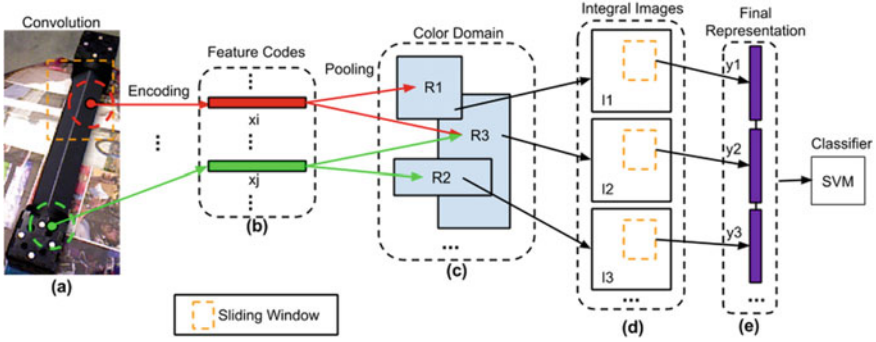 Convolution
(a)
Encoding
Feature Codes
xi
xj
(b)
Pooling
Color Domain
R1
R3
R2
(c)
Integral Images
I1
I2
I3
(d)
Final
Representation
y1
y2
y3
(e)
Classifier
SVM
Sliding Window